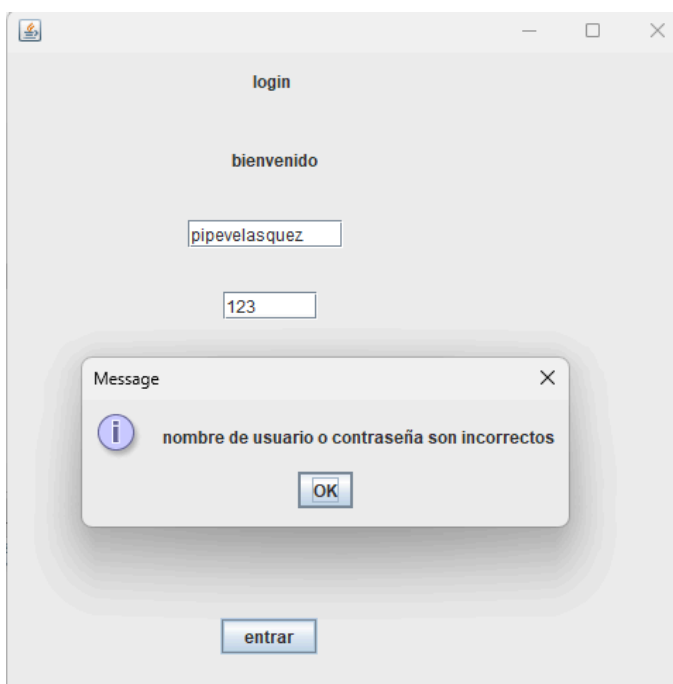 login
bienvenido
pipevelasquez
123
Message
nombre de usuario o contraseña son incorrectos
OK
entrar